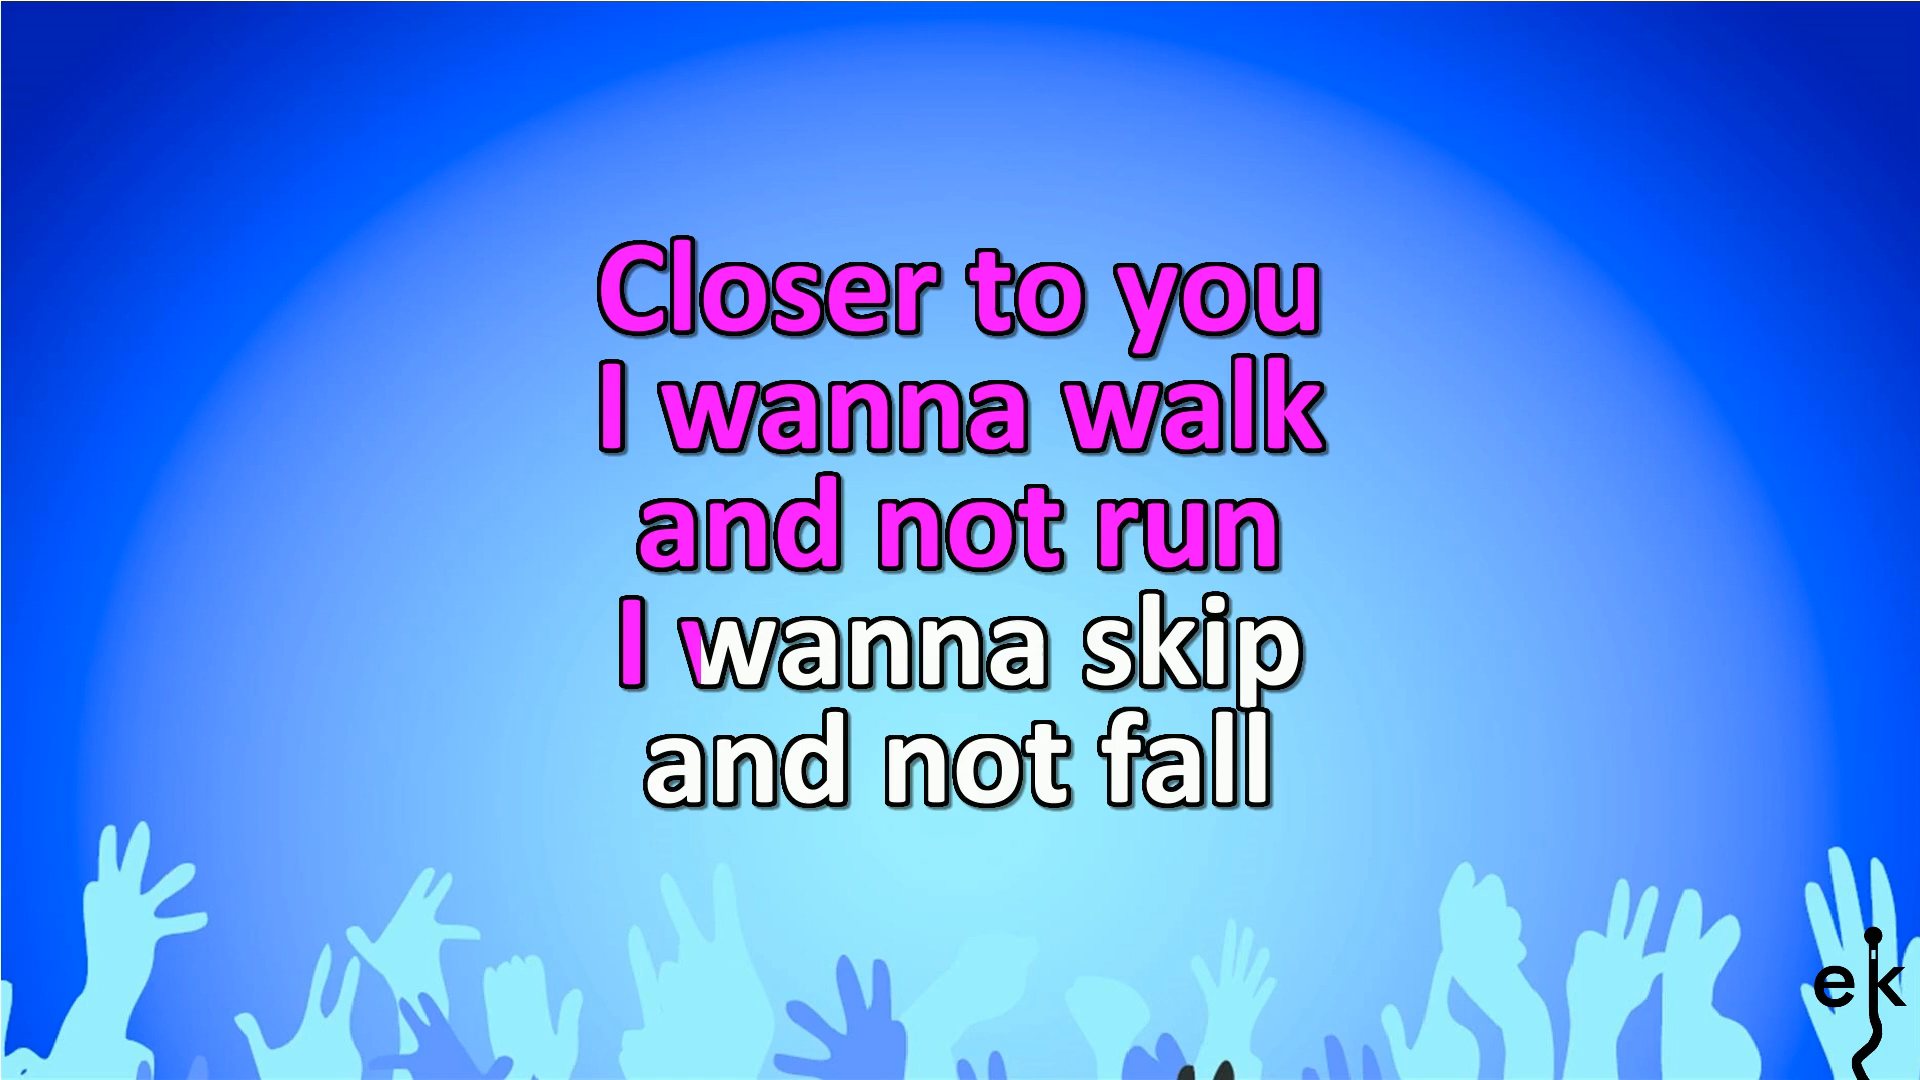 Closer to you
I wanna walk
and not run
I wanna skip
and not fall
ek